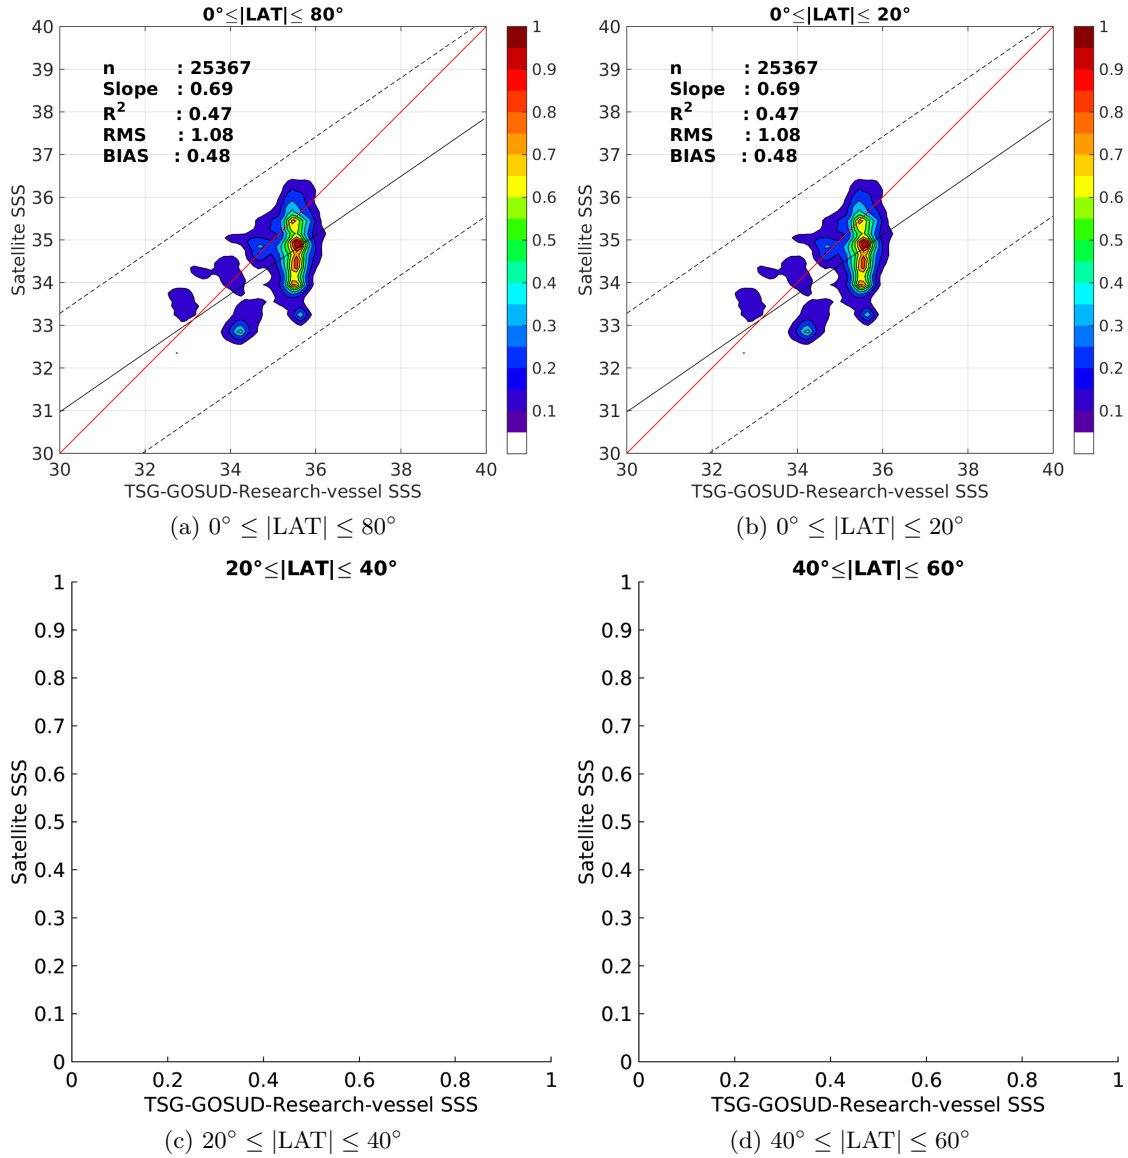 0°≤|LAT|≤ 80°
n : 25367
Slope : 0.69
R² : 0.47
RMS : 1.08
BIAS : 0.48
Satellite SSS
40
39
38
37
36
35
34
33
32
31
30
30 32 34 36 38 40
TSG-GOSUD-Research-vessel SSS
1
0.9
0.8
0.7
0.6
0.5
0.4
0.3
0.2
0.1
(a) 0° ≤ |LAT| ≤ 80°
0°≤|LAT|≤ 20°
n : 25367
Slope : 0.69
R² : 0.47
RMS : 1.08
BIAS : 0.48
Satellite SSS
40
39
38
37
36
35
34
33
32
31
30
30 32 34 36 38 40
TSG-GOSUD-Research-vessel SSS
1
0.9
0.8
0.7
0.6
0.5
0.4
0.3
0.2
0.1
(b) 0° ≤ |LAT| ≤ 20°
20°≤|LAT|≤ 40°
Satellite SSS
1
0.9
0.8
0.7
0.6
0.5
0.4
0.3
0.2
0.1
0
0 0.2 0.4 0.6 0.8 1
TSG-GOSUD-Research-vessel SSS
(c) 20° ≤ |LAT| ≤ 40°
40°≤|LAT|≤ 60°
Satellite SSS
1
0.9
0.8
0.7
0.6
0.5
0.4
0.3
0.2
0.1
0
0 0.2 0.4 0.6 0.8 1
TSG-GOSUD-Research-vessel SSS
(d) 40° ≤ |LAT| ≤ 60°